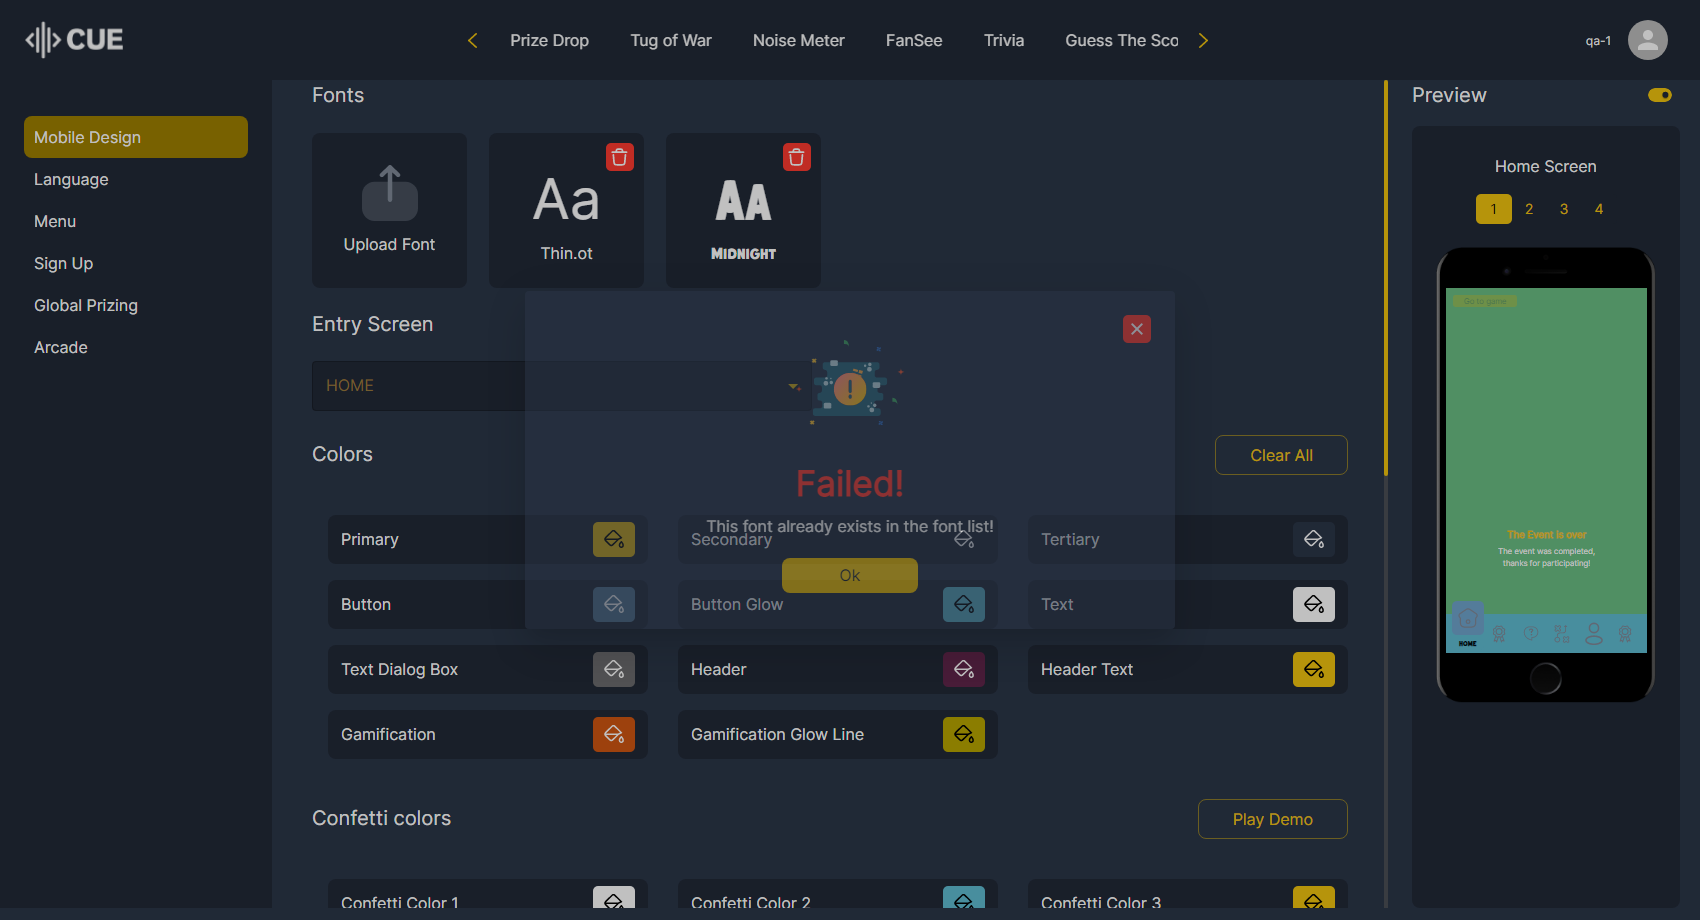 CUE
Prize Drop
Tug of War
Noise Meter
FanSee
Trivia
Guess The Sco
qa-1
Mobile Design
Language
Menu
Sign Up
Global Prizing
Arcade
Fonts
Upload Font
Aa
Thin.ot
AA
MIDNIGHT
Entry Screen
HOME
Failed!
This font already exists in the font list!
Ok
Colors
Clear All
Primary
Secondary
Tertiary
Button
Button Glow
Text
Text Dialog Box
Header
Header Text
Gamification
Gamification Glow Line
Confetti colors
Play Demo
Confetti Color 1
Confetti Color 2
Confetti Color 3
Preview
Home Screen
1 2 3 4
Go to game
The Event is over
The event was completed,
thanks for participating!
HOME